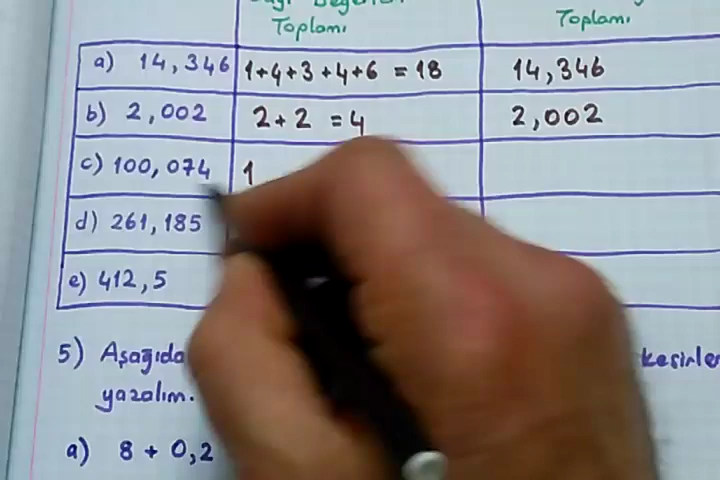 Toplamı Toplamı
a) 14,346 1+4+3+4+6 = 18 14,346
b) 2,002 2+2 = 4 2,002
c) 100,074 1
d) 261,185
e) 412,5
5) Aşağıda kesirler
yazalım.
a) 8 + 0,2